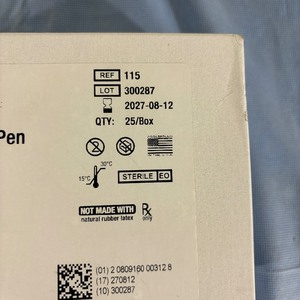 REF 115
LOT 300287
2027-08-12
QTY: 25/Box
Pen
30°C
15°C
STERILE EO
NOT MADE WITH
natural rubber latex
Rx
only
(01) 2 0809160 00312 8
(17) 270812
(10) 300287